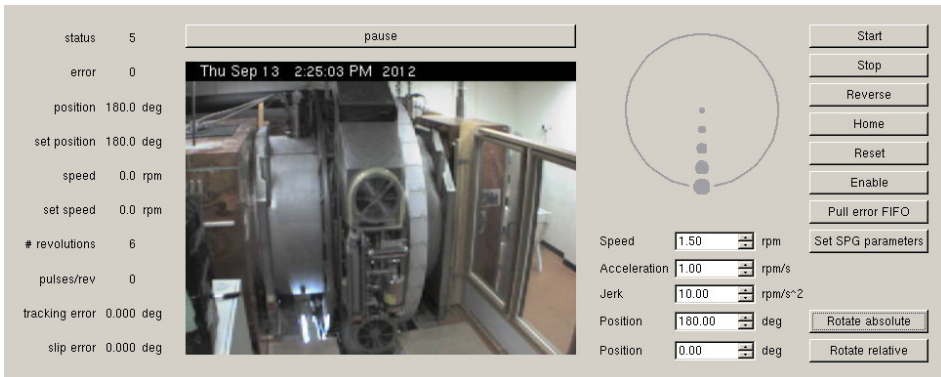 status 5
error 0
position 180.0 deg
set position 180.0 deg
speed 0.0 rpm
set speed 0.0 rpm
# revolutions 6
pulses/rev 0
tracking error 0.000 deg
slip error 0.000 deg
pause
Thu Sep 13 2:25:03 PM 2012
Speed 1.50 rpm
Acceleration 1.00 rpm/s
Jerk 10.00 rpm/s^2
Position 180.00 deg
Position 0.00 deg
Start
Stop
Reverse
Home
Reset
Enable
Pull error FIFO
Set SPG parameters
Rotate absolute
Rotate relative